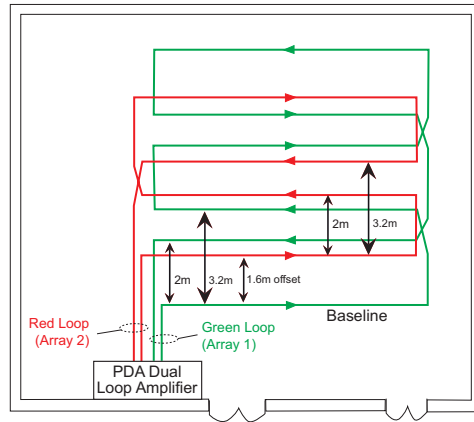 2m
3.2m
2m
3.2m
1.6m offset
Baseline
Red Loop
(Array 2)
Green Loop
(Array 1)
PDA Dual
Loop Amplifier